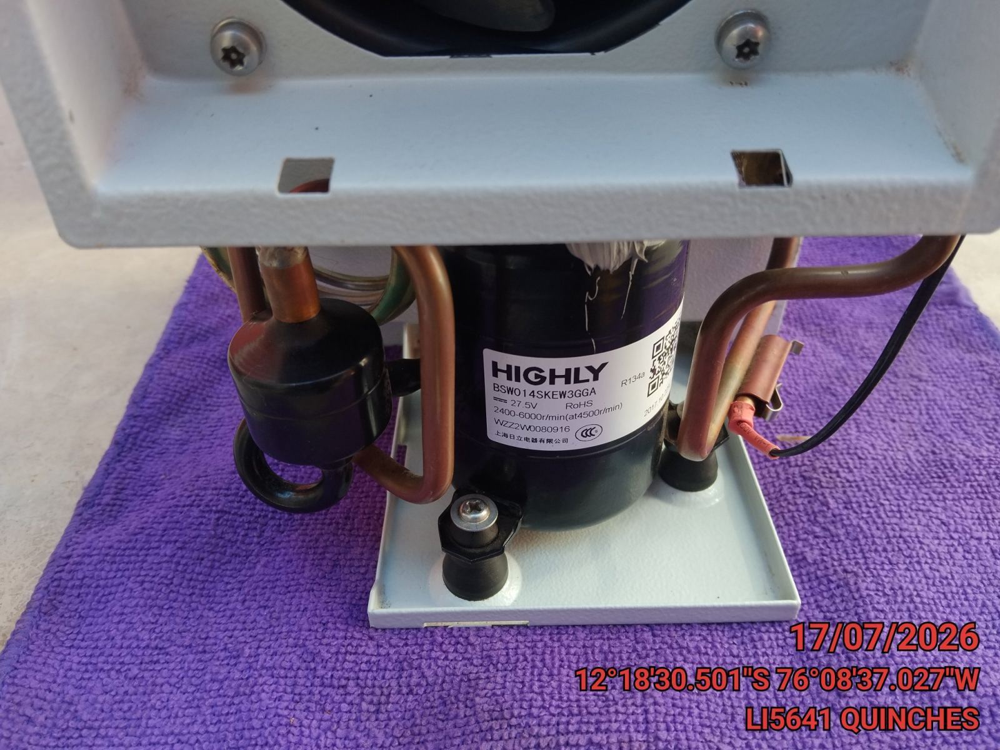 HIGHLY
R134a
BSW014SKEW3GGA
27.5V RoHS
2400-6000r/min(at4500r/min)
WZZ2W0080916 CCC S
上海日立电器有限公司
17/07/2026
12°18'30.501"S 76°08'37.027"W
LI5641 QUINCHES